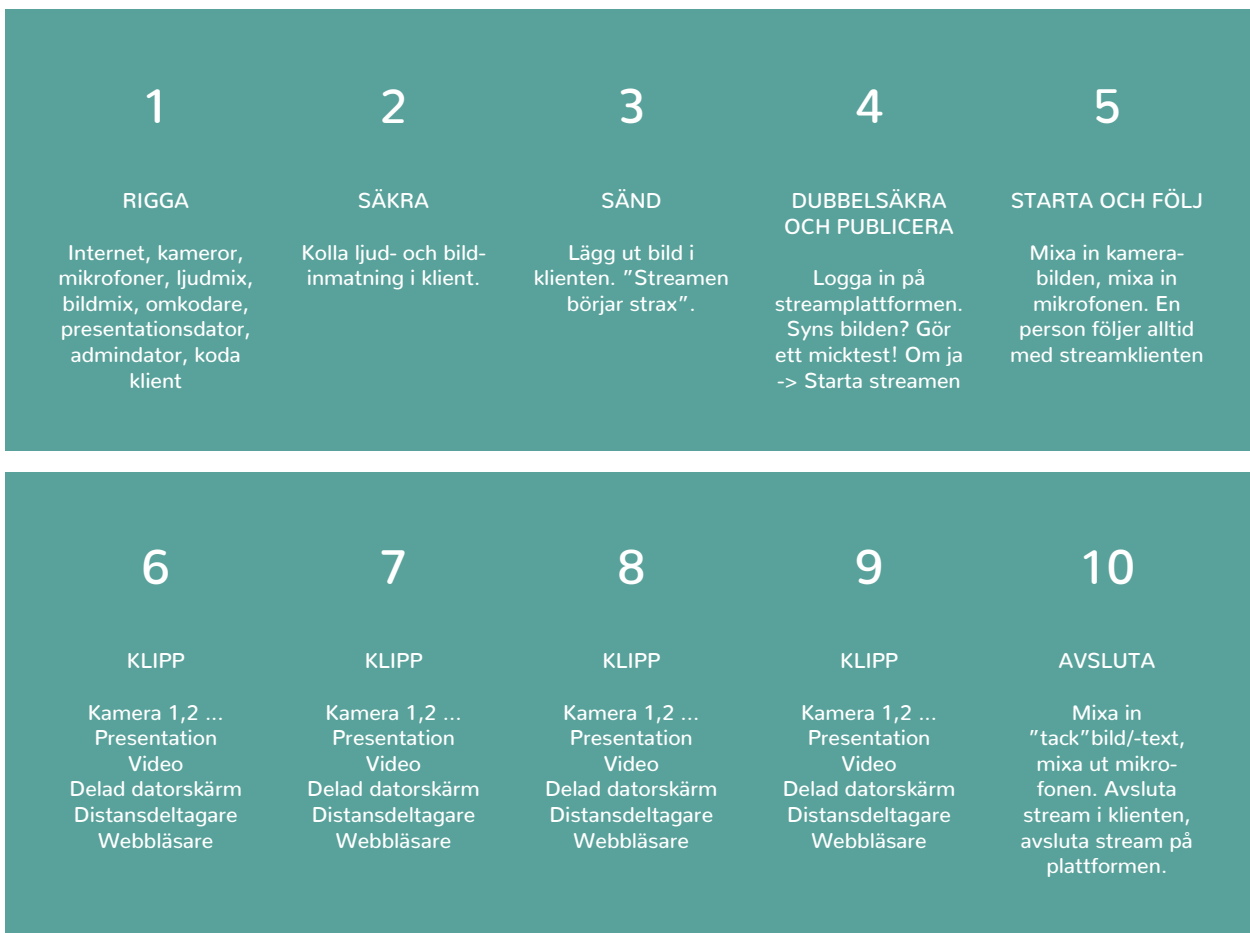 1
RIGGA
Internet, kameror,
mikrofoner, ljudmix,
bildmix, omkodare,
presentationsdator,
admindator, koda
klient
2
SÄKRA
Kolla ljud- och bild-
inmatning i klient.
3
SÄND
Lägg ut bild i
klienten. ”Streamen
börjar strax”.
4
DUBBELSÄKRA
OCH PUBLICERA
Logga in på
streamplattformen.
Syns bilden? Gör
ett micktest! Om ja
-> Starta streamen
5
STARTA OCH FÖLJ
Mixa in kamera-
bilden, mixa in
mikrofonen. En
person följer alltid
med streamklienten
6
KLIPP
Kamera 1,2 ...
Presentation
Video
Delad datorskärm
Distansdeltagare
Webbläsare
7
KLIPP
Kamera 1,2 ...
Presentation
Video
Delad datorskärm
Distansdeltagare
Webbläsare
8
KLIPP
Kamera 1,2 ...
Presentation
Video
Delad datorskärm
Distansdeltagare
Webbläsare
9
KLIPP
Kamera 1,2 ...
Presentation
Video
Delad datorskärm
Distansdeltagare
Webbläsare
10
AVSLUTA
Mixa in
”tack”bild/-text,
mixa ut mikro-
fonen. Avsluta
stream i klienten,
avsluta stream på
plattformen.